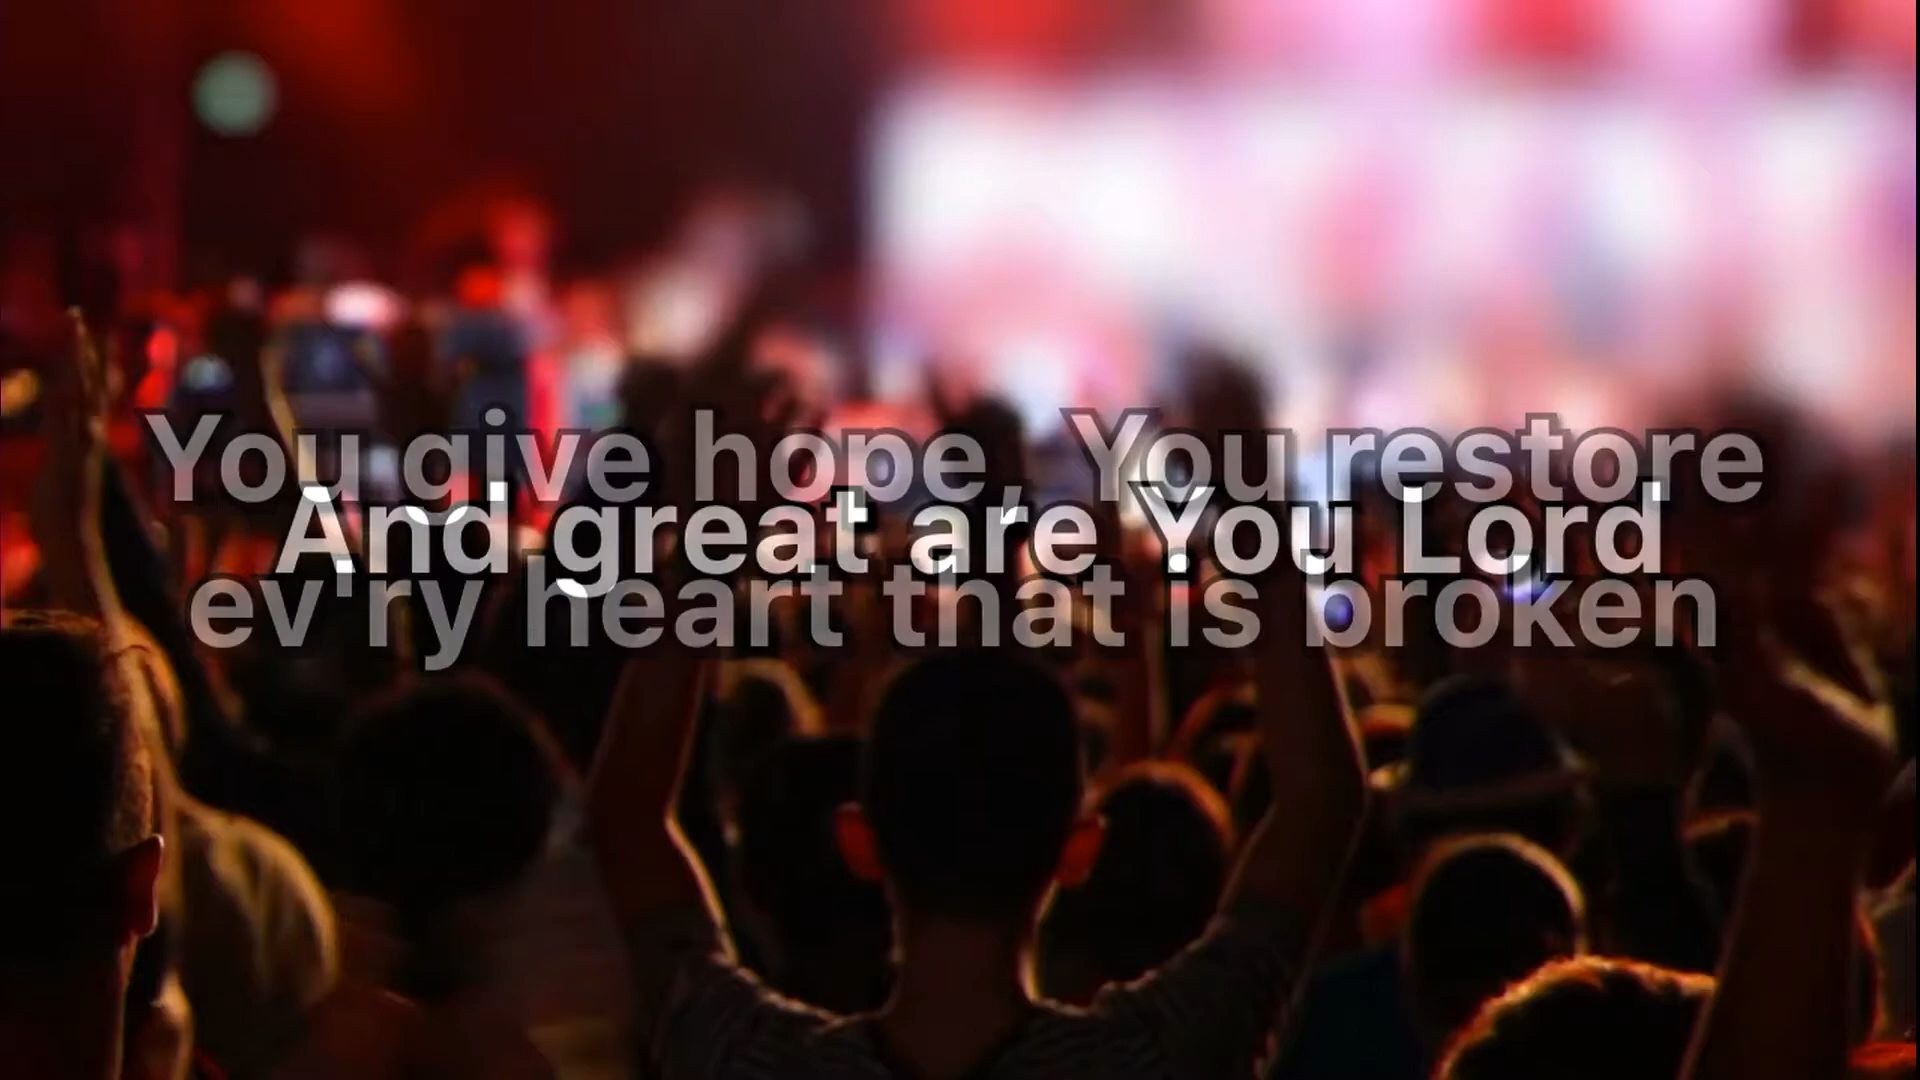 You give hope, You restore
And great are You Lord
ev'ry heart that is broken